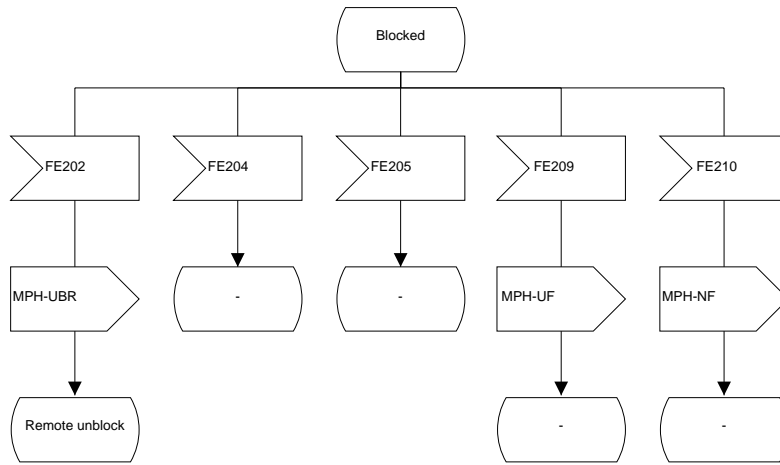 Blocked
FE202
FE204
FE205
FE209
FE210
MPH-UBR
-
-
MPH-UF
MPH-NF
Remote unblock
-
-